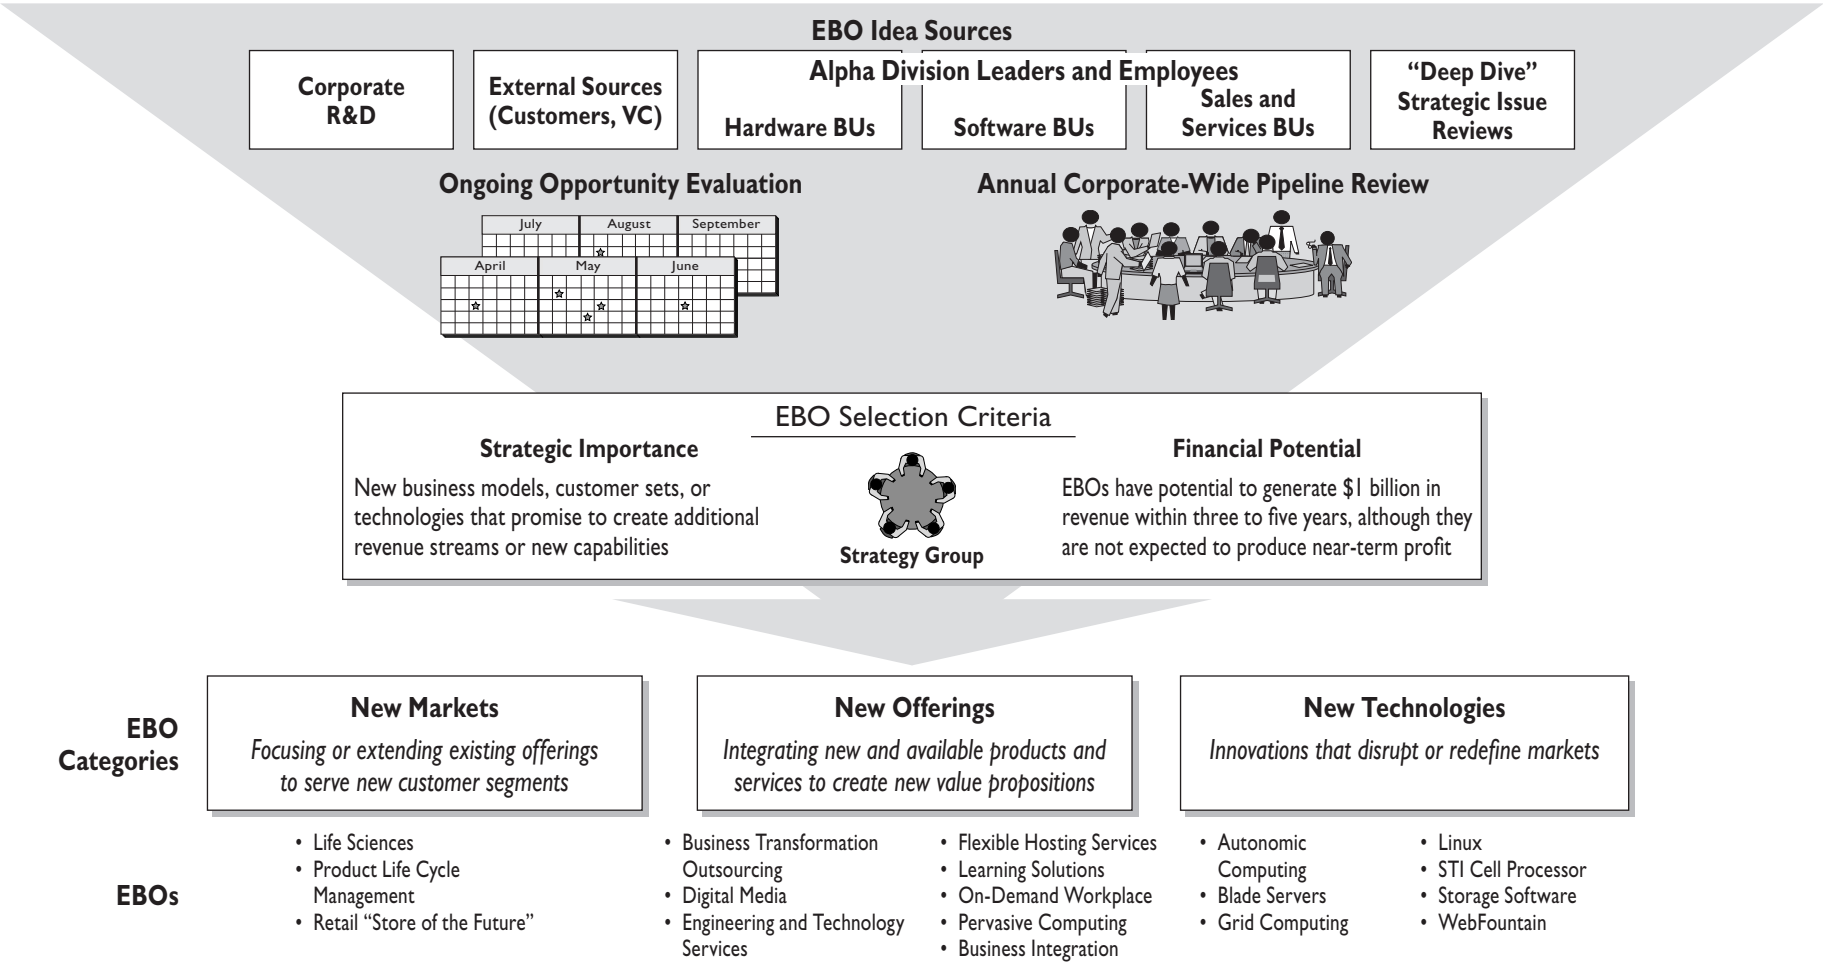 EBO Idea Sources
Corporate
R&D
External Sources
(Customers, VC)
Alpha Division Leaders and Employees
Hardware BUs
Software BUs
Sales and
Services BUs
“Deep Dive”
Strategic Issue
Reviews
Ongoing Opportunity Evaluation
July
August
September
April
May
June
Annual Corporate-Wide Pipeline Review
EBO Selection Criteria
Strategic Importance
New business models, customer sets, or
technologies that promise to create additional
revenue streams or new capabilities
Strategy Group
Financial Potential
EBOs have potential to generate $1 billion in
revenue within three to five years, although they
are not expected to produce near-term profit
EBO
Categories
New Markets
Focusing or extending existing offerings
to serve new customer segments
New Offerings
Integrating new and available products and
services to create new value propositions
New Technologies
Innovations that disrupt or redefine markets
EBOs
• Life Sciences
• Product Life Cycle
Management
• Retail “Store of the Future”
• Business Transformation
Outsourcing
• Digital Media
• Engineering and Technology
Services
• Flexible Hosting Services
• Learning Solutions
• On-Demand Workplace
• Pervasive Computing
• Business Integration
• Autonomic
Computing
• Blade Servers
• Grid Computing
• Linux
• STI Cell Processor
• Storage Software
• WebFountain